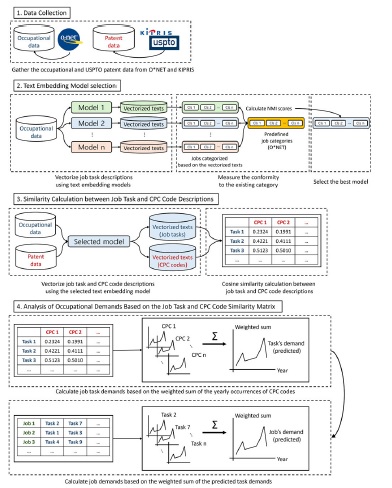 1. Data Collection
Occupational
data
o*net
Patent
data
KIPRIS
uspto
Gather the occupational and USPTO patent data from O*NET and KIPRIS
2. Text Embedding Model selection
Occupational
data
Model 1
Model 2
⋮
Model n
Vectorized texts
Vectorized texts
⋮
Vectorized texts
Jobs categorized
based on the vectorized texts
Calculate NMI scores
Predefined
job categories
(O*NET)
Vectorize job task descriptions
using text embedding models
Measure the conformity
to the existing category
Select the best model
3. Similarity Calculation between Job Task and CPC Code Descriptions
Occupational
data
Patent
data
Selected model
Vectorized texts
(Job tasks)
Vectorized texts
(CPC codes)
CPC 1 CPC 2 ...
Task 1 0.2324 0.1991 ...
Task 2 0.4221 0.4111 ...
Task 3 0.5123 0.5010 ...
... ... ... ...
Vectorize job task and CPC code descriptions
using the selected text embedding model
Cosine similarity calculation between
job task and CPC code descriptions
4. Analysis of Occupational Demands Based on the Job Task and CPC Code Similarity Matrix
CPC 1 CPC 2 ...
Task 1 0.2324 0.1991 ...
Task 2 0.4221 0.4111 ...
Task 3 0.5123 0.5010 ...
... ... ... ...
CPC 1
CPC 2
CPC n
Σ
Weighted sum
Task's demand
(predicted)
Year
Calculate job task demands based on the weighted sum of the yearly occurrences of CPC codes
Job 1 Task 2 Task 7 ...
Job 2 Task 1 Task 3 ...
Job 3 Task 4 Task 9 ...
... ... ... ...
Task 2
Task 7
Task n
Σ
Weighted sum
Job's demand
(predicted)
Year
Calculate job demands based on the weighted sum of the predicted task demands